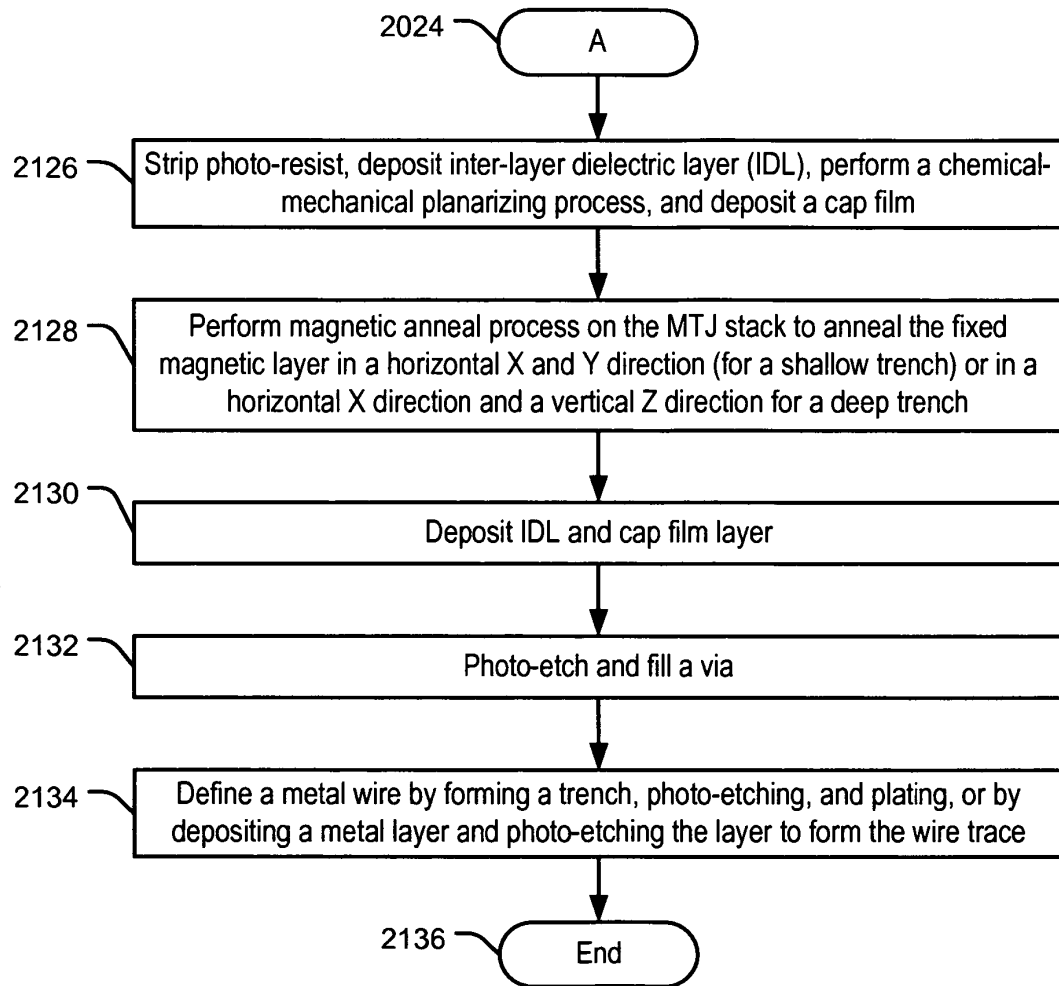 2024
A
2126
Strip photo-resist, deposit inter-layer dielectric layer (IDL), perform a chemical-
mechanical planarizing process, and deposit a cap film
2128
Perform magnetic anneal process on the MTJ stack to anneal the fixed
magnetic layer in a horizontal X and Y direction (for a shallow trench) or in a
horizontal X direction and a vertical Z direction for a deep trench
2130
Deposit IDL and cap film layer
2132
Photo-etch and fill a via
2134
Define a metal wire by forming a trench, photo-etching, and plating, or by
depositing a metal layer and photo-etching the layer to form the wire trace
2136
End